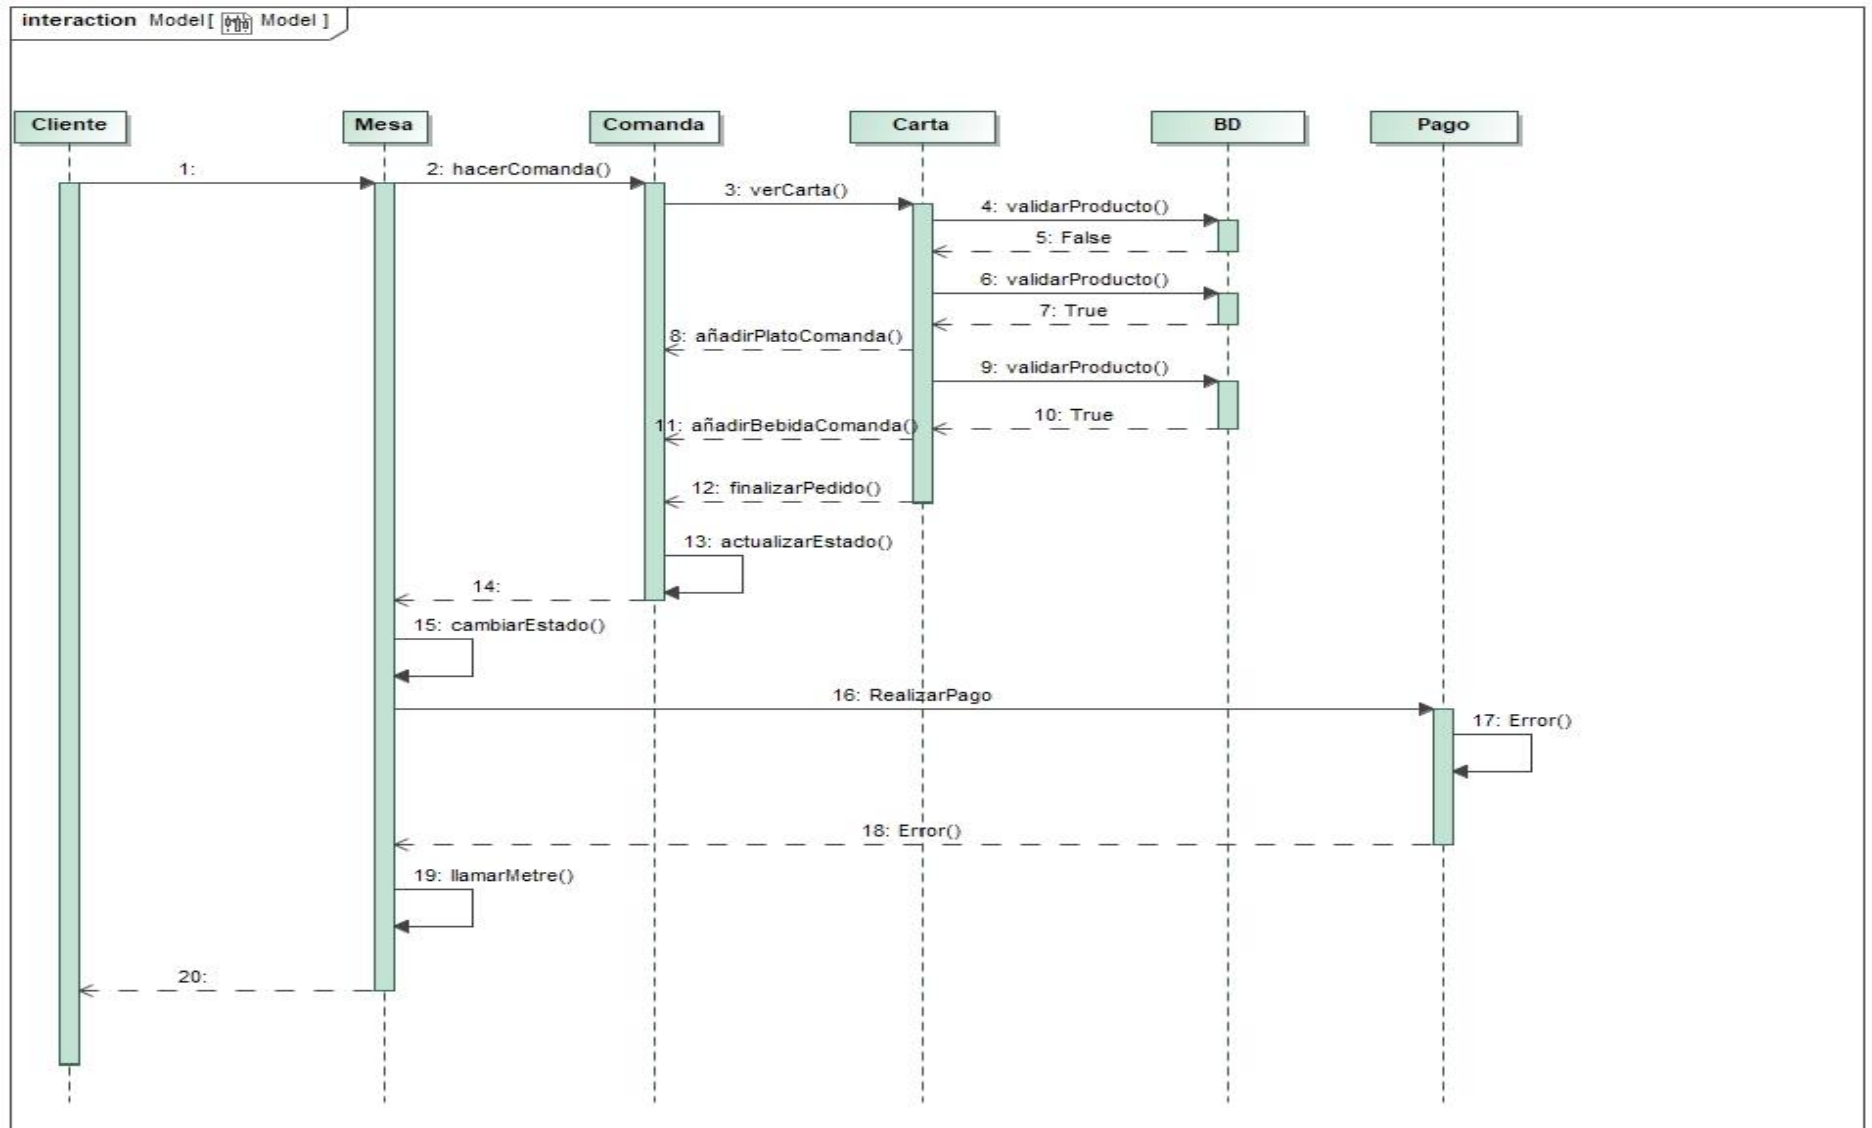 interaction Model[ Model ]
Cliente
Mesa
Comanda
Carta
BD
Pago
1:
2: hacerComanda()
3: verCarta()
4: validarProducto()
5: False
6: validarProducto()
7: True
8: añadirPlatoComanda()
9: validarProducto()
10: True
11: añadirBebidaComanda()
12: finalizarPedido()
13: actualizarEstado()
14:
15: cambiarEstado()
16: RealizarPago
17: Error()
18: Error()
19: llamarMetre()
20: